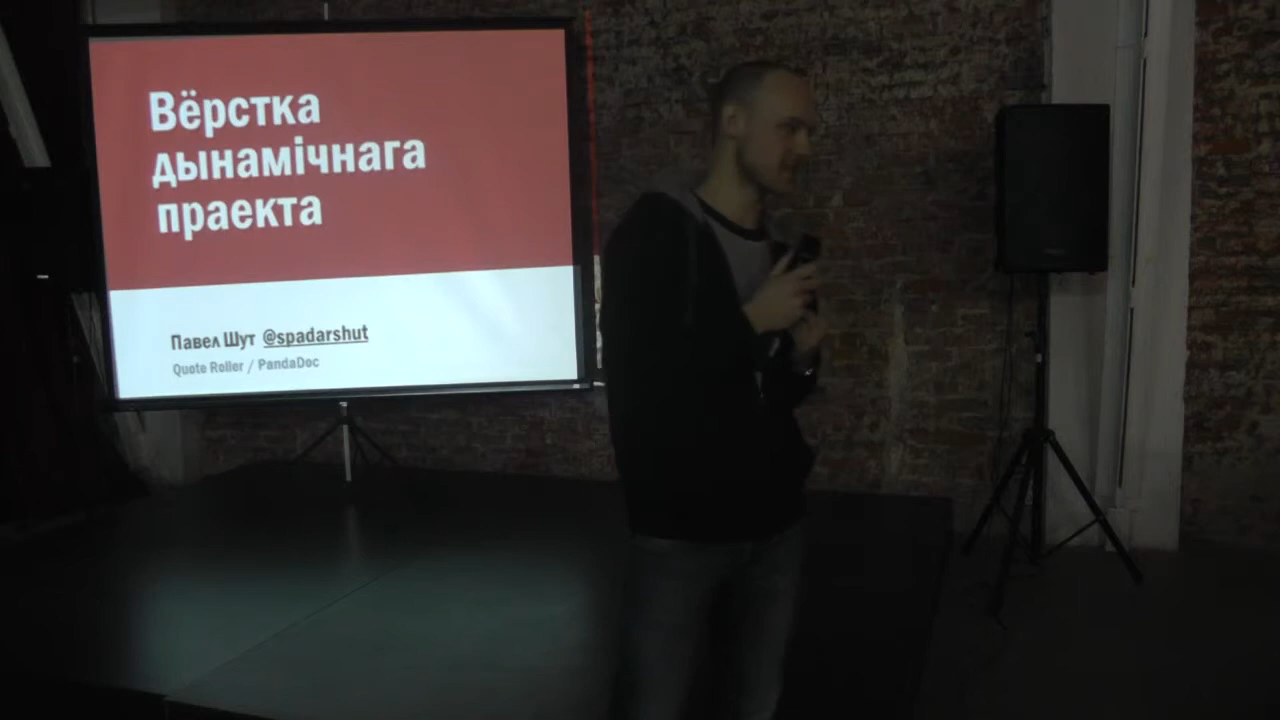 Вёрстка
дынамічнага
праекта
Павел Шут @spadarshut
Quote Roller / PandaDoc